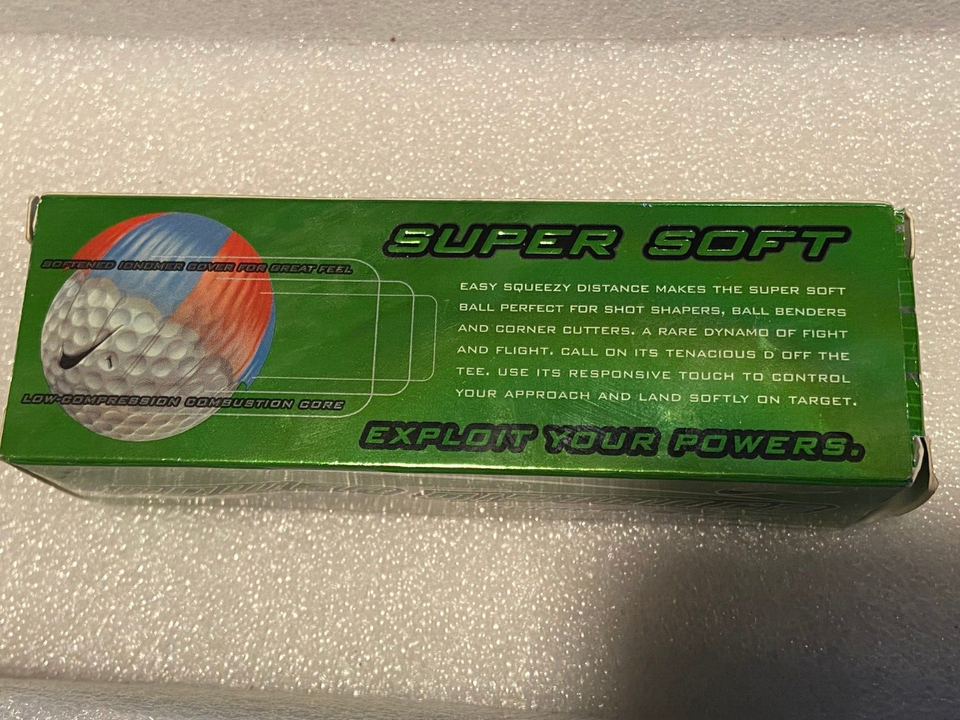 SUPER SOFT
SOFTENED IONOMER COVER FOR GREAT FEEL
EASY SQUEEZY DISTANCE MAKES THE SUPER SOFT
BALL PERFECT FOR SHOT SHAPERS, BALL BENDERS
AND CORNER CUTTERS. A RARE DYNAMO OF FIGHT
AND FLIGHT. CALL ON ITS TENACIOUS D OFF THE
TEE. USE ITS RESPONSIVE TOUCH TO CONTROL
YOUR APPROACH AND LAND SOFTLY ON TARGET.
1
LOW-COMPRESSION COMBUSTION CORE
EXPLOIT YOUR POWERS.